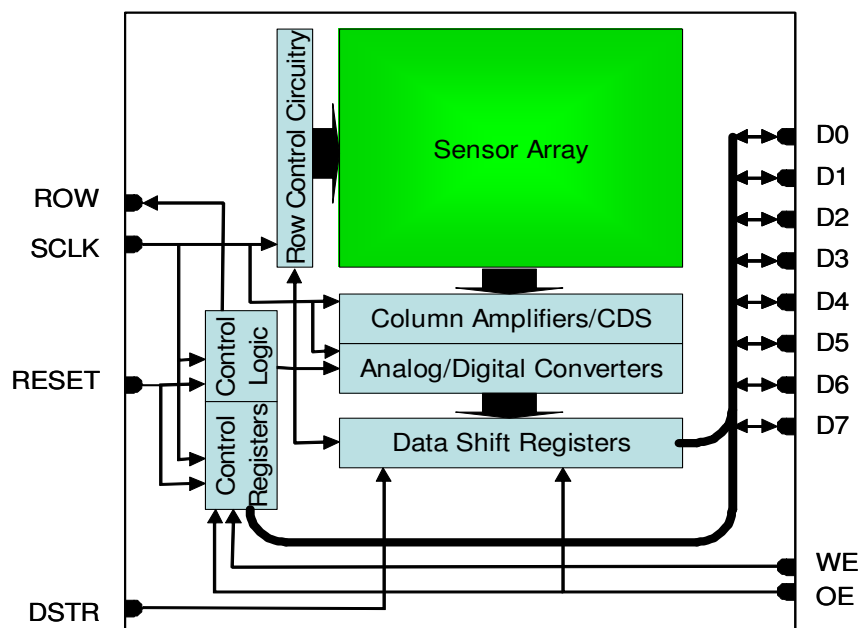 Row Control Circuitry
Sensor Array
ROW
SCLK
RESET
DSTR
Control
Logic
Control
Registers
Column Amplifiers/CDS
Analog/Digital Converters
Data Shift Registers
D0
D1
D2
D3
D4
D5
D6
D7
WE
OE